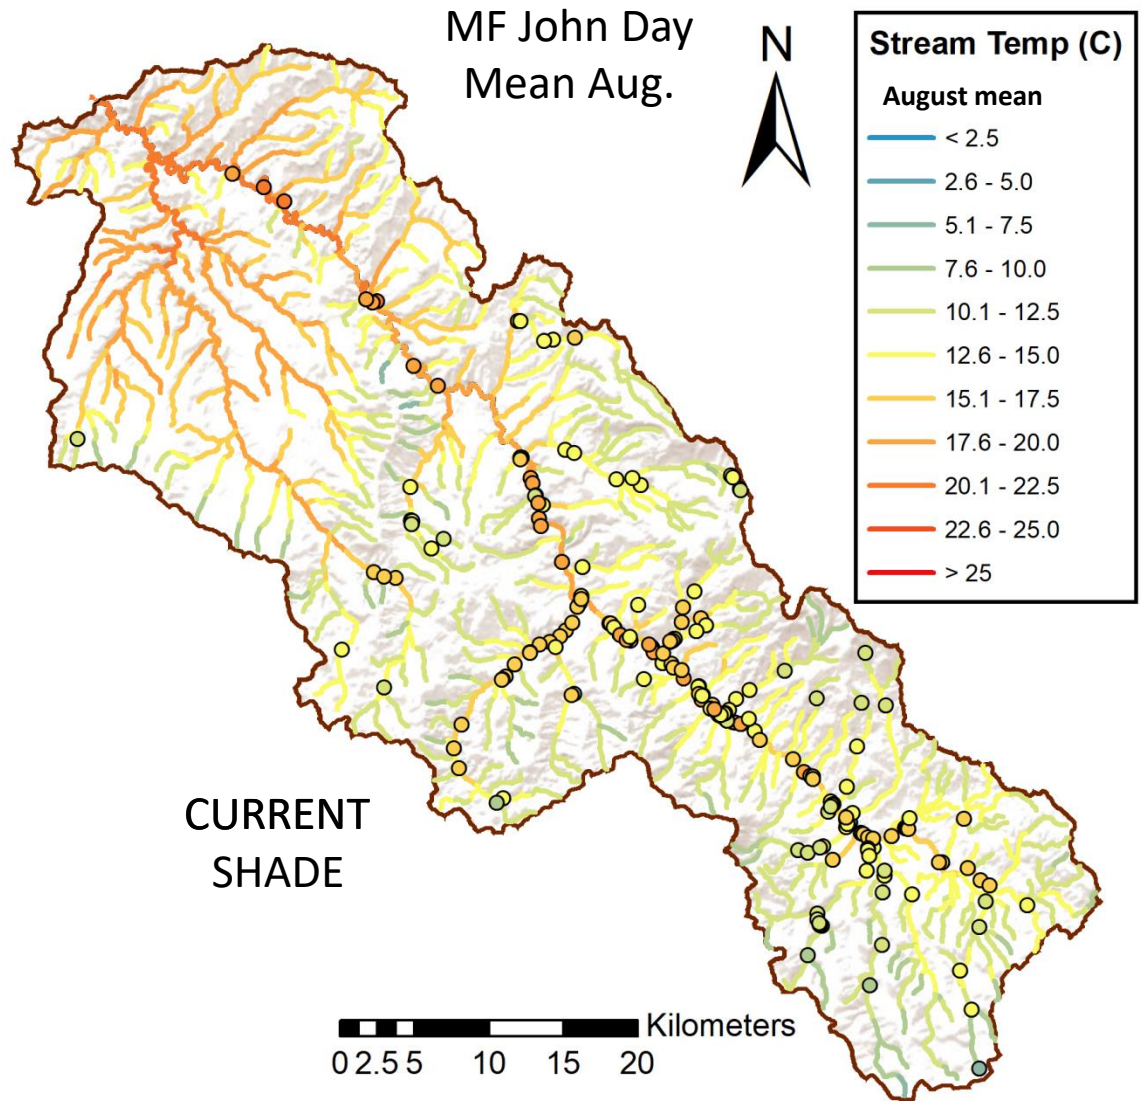 MF John Day
Mean Aug.
N
Stream Temp (C)
August mean
< 2.5
2.6 - 5.0
5.1 - 7.5
7.6 - 10.0
10.1 - 12.5
12.6 - 15.0
15.1 - 17.5
17.6 - 20.0
20.1 - 22.5
22.6 - 25.0
> 25
CURRENT
SHADE
Kilometers
0 2.5 5 10 15 20